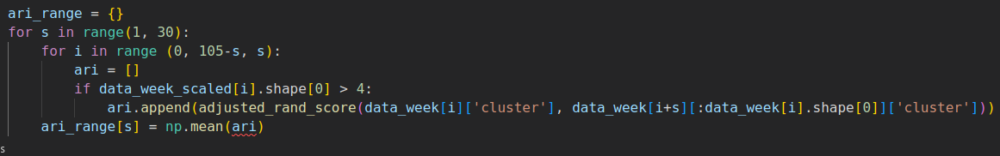 ari_range = {}
for s in range(1, 30):
    for i in range (0, 105-s, s):
        ari = []
        if data_week_scaled[i].shape[0] > 4:
            ari.append(adjusted_rand_score(data_week[i]['cluster'], data_week[i+s][:data_week[i].shape[0]]['cluster']))
    ari_range[s] = np.mean(ari)
s